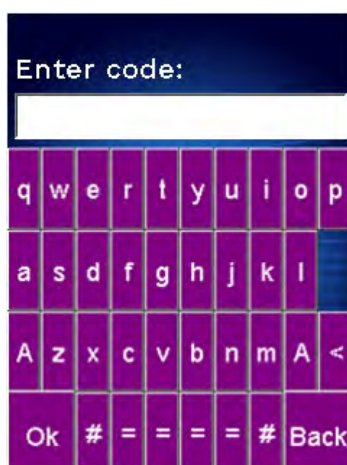 Enter code:
q w e r t y u i o p
a s d f g h j k l
A z x c v b n m A <
Ok # = = = = # Back